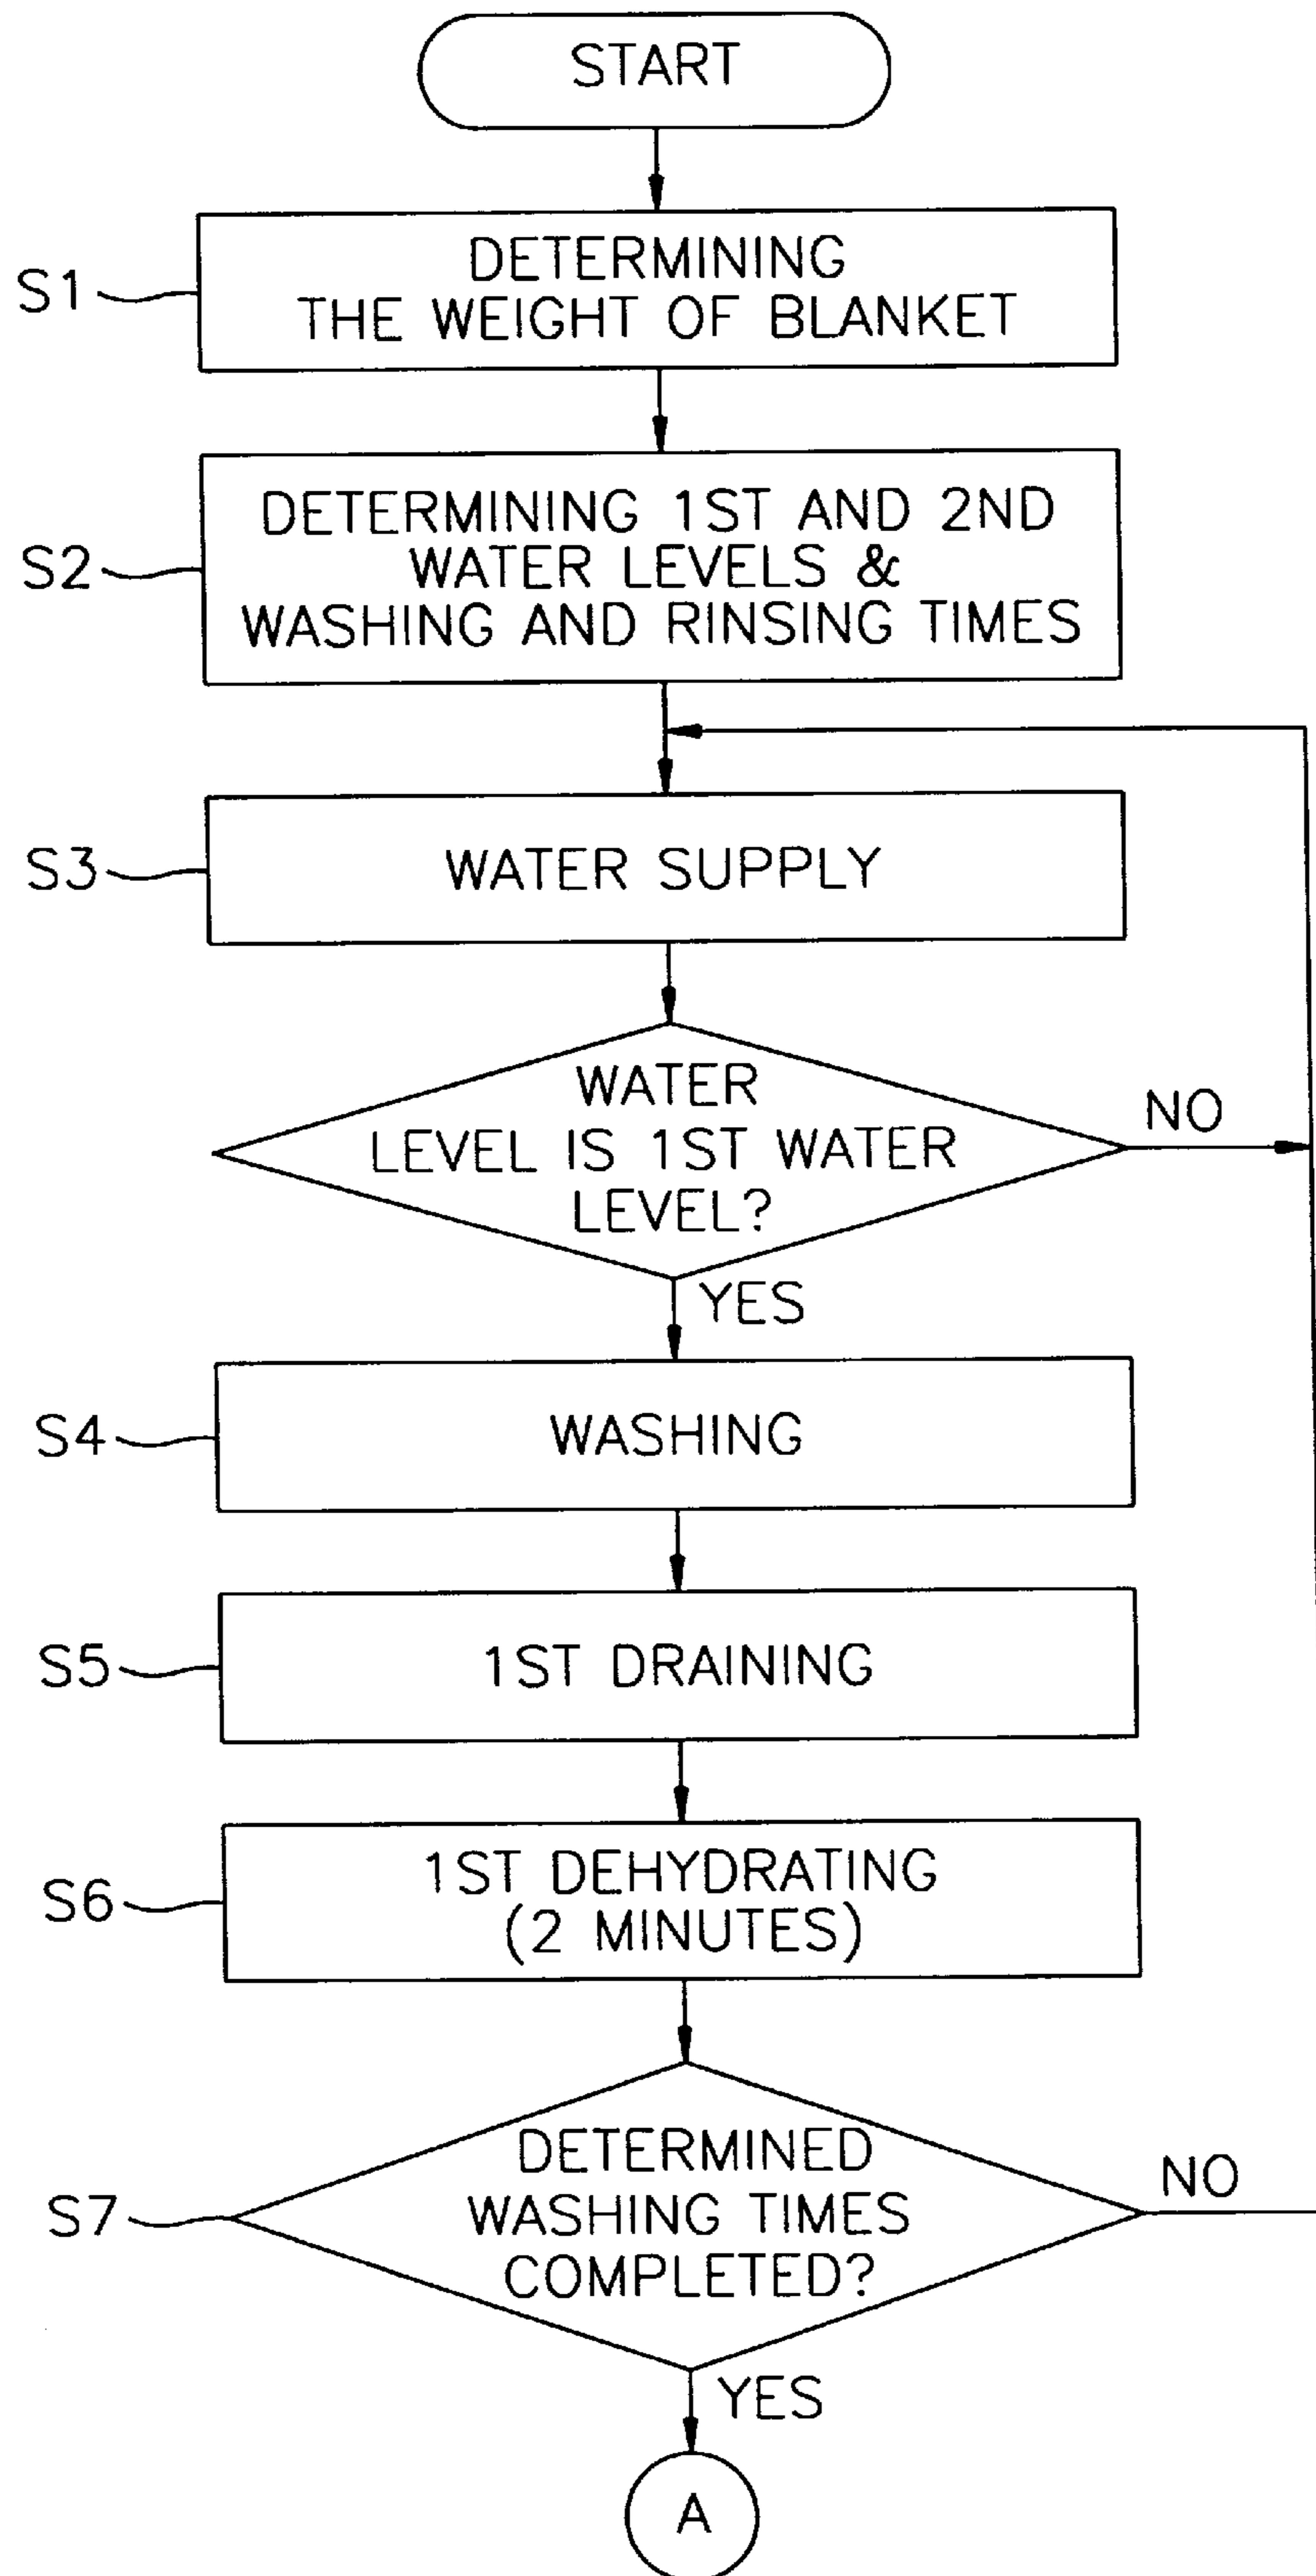 START
S1
DETERMINING
THE WEIGHT OF BLANKET
S2
DETERMINING 1ST AND 2ND
WATER LEVELS &
WASHING AND RINSING TIMES
S3
WATER SUPPLY
WATER
LEVEL IS 1ST WATER
LEVEL?
NO
YES
S4
WASHING
S5
1ST DRAINING
S6
1ST DEHYDRATING
(2 MINUTES)
S7
DETERMINED
WASHING TIMES
COMPLETED?
NO
YES
A